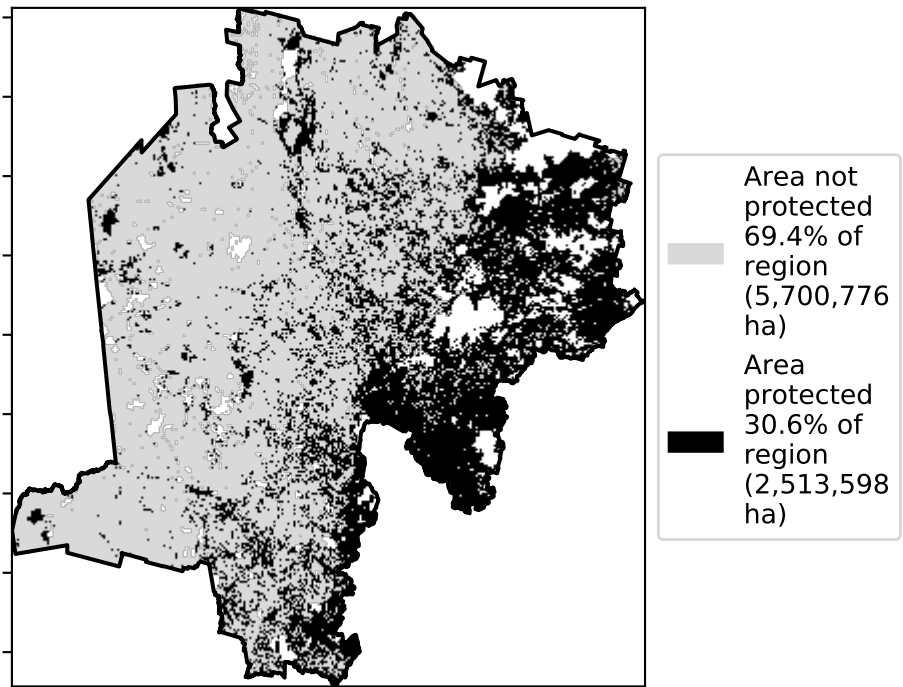 Area not
protected
69.4% of
region
(5,700,776
ha)
Area
protected
30.6% of
region
(2,513,598
ha)